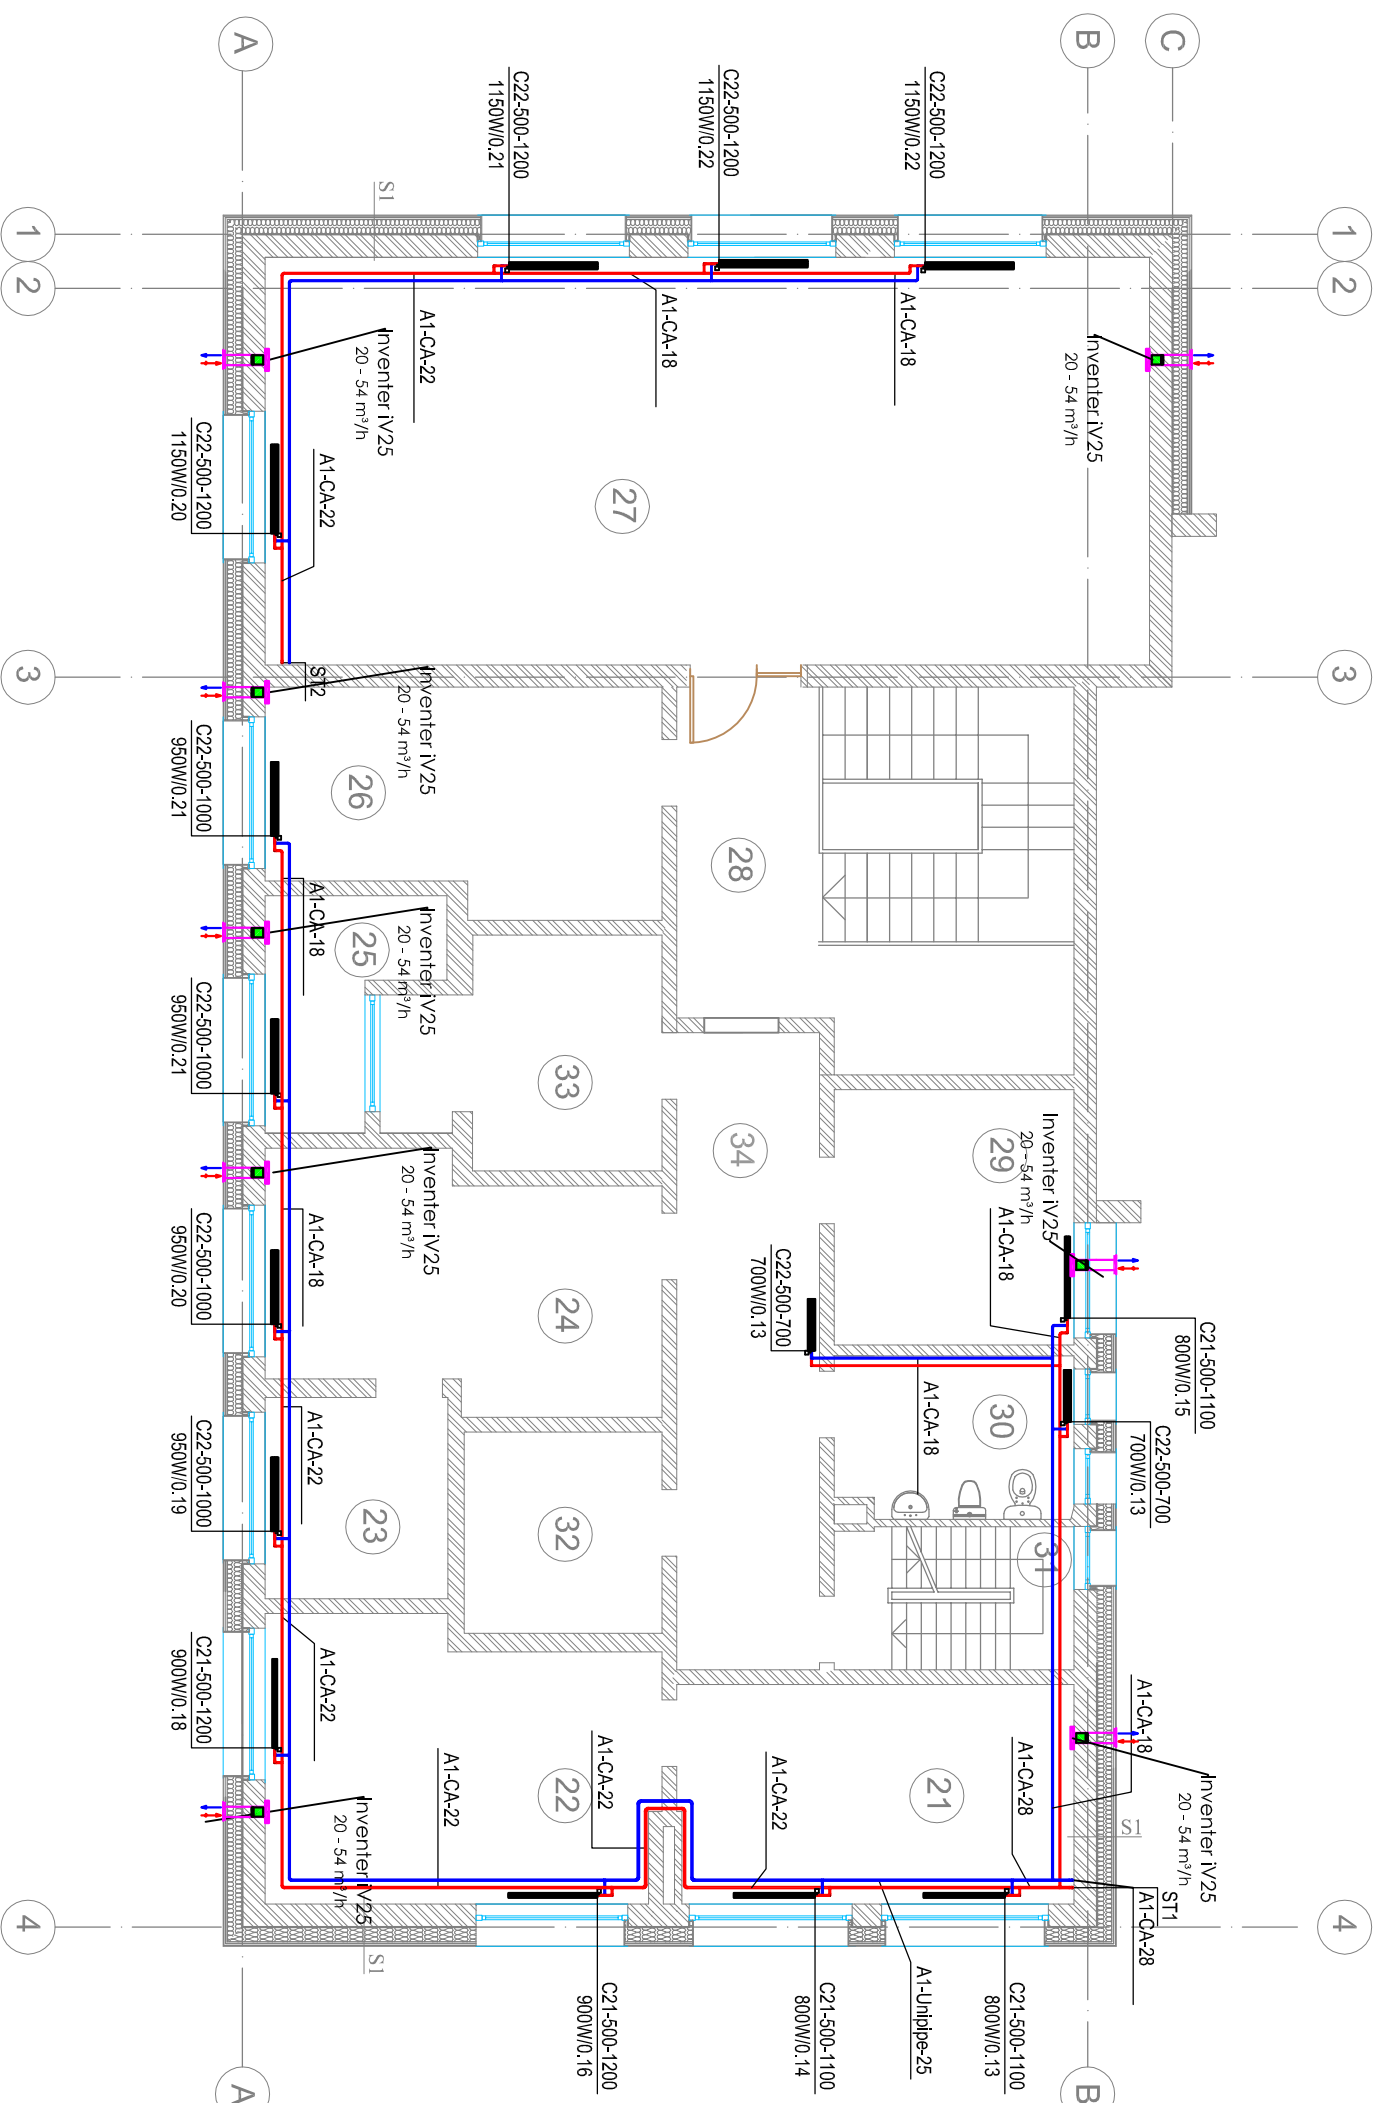 1
2
3
4
C21-500-1100
800W/0.15
Inventer iV25
20 - 54 m³/h
C
C22-500-700
700W/0.13
ST1
A1-CA-28
A1-CA-18
S1
B
B
Inventer iV25
20 - 54 m³/h
Inventer iV25
20 - 54 m³/h
A1-CA-18
31
29
30
A1-CA-28
C21-500-1100
800W/0.13
C22-500-1200
1150W/0.22
A1-CA-18
A1-CA-18
21
A1-Unipipe-25
C21-500-1100
800W/0.14
C22-500-700
700W/0.13
A1-CA-22
28
34
C22-500-1200
1150W/0.22
A1-CA-18
27
A1-CA-22
C21-500-1200
900W/0.16
33
24
32
22
C22-500-1200
1150W/0.21
A1-CA-22
A1-CA-22
Inventer iV25
20 - 54 m³/h
Inventer iV25
20 - 54 m³/h
Inventer iV25
20 - 54 m³/h
Inventer iV25
20 - 54 m³/h
S1
26
25
23
S1
Inventer iV25
20 - 54 m³/h
A1-CA-22
ST2
A1-CA-18
A1-CA-18
A1-CA-22
A1-CA-22
A
A
C22-500-1200
1150W/0.20
C22-500-1000
950W/0.21
C22-500-1000
950W/0.21
C22-500-1000
950W/0.20
C22-500-1000
950W/0.19
C21-500-1200
900W/0.18
1
2
3
4